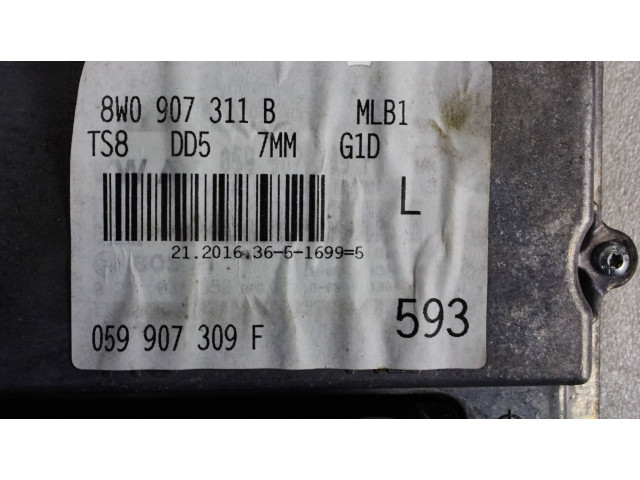 8W0 907 311 B MLB1
TS8 DD5 7MM G1D
L
21.2016.36-5-1699=5
059 907 309 F 593